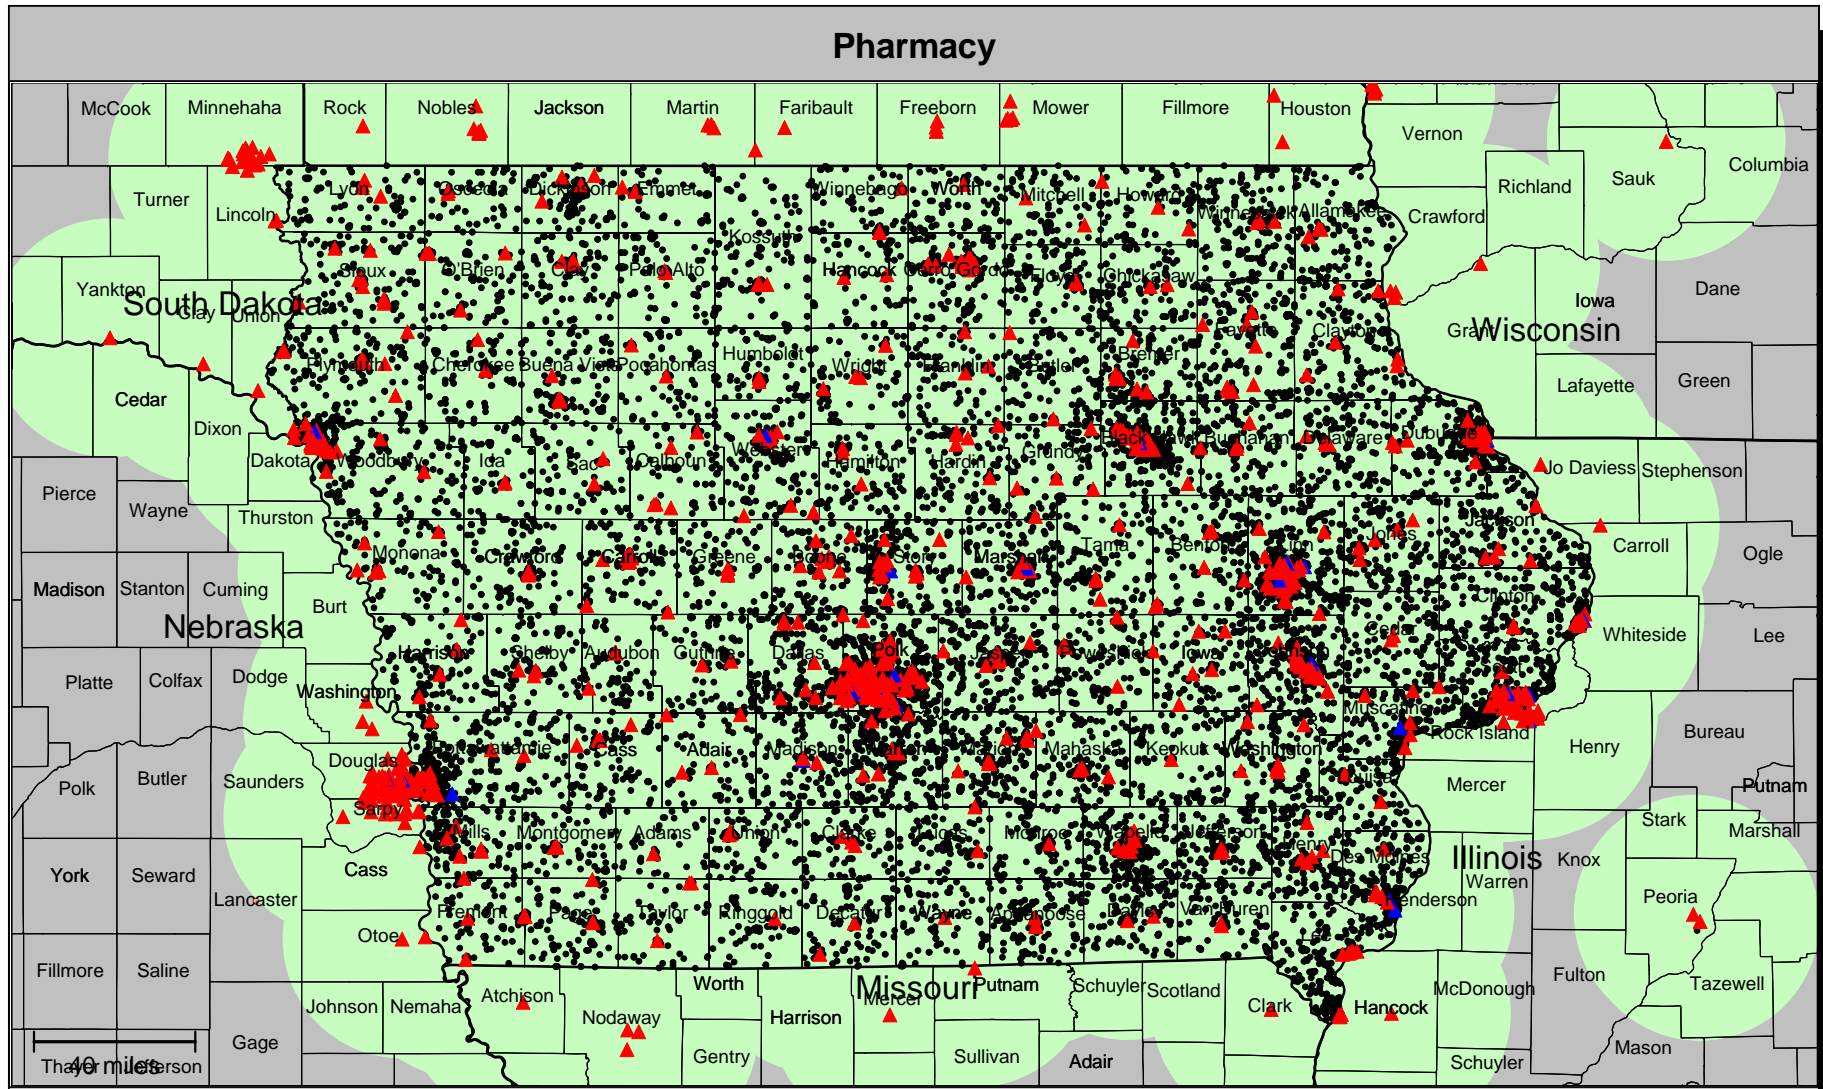 Pharmacy
McCook Minnehaha Rock Nobles Jackson Martin Faribault Freeborn Mower Fillmore Houston
Vernon
Columbia
Richland Sauk
Turner Lincoln Crawford
Lyon Osceola Dickinson Emmet Winnebago Worth Mitchell Howard Winneshiek Allamakee
Kossuth
Sioux O'Brien Clay Palo Alto Hancock Cerro Gordo Floyd Chickasaw
Yankton Clay Union
South Dakota
Iowa Dane
Grant Wisconsin
Fayette Clayton
Plymouth Cherokee Buena Vista Pocahontas Humboldt Wright Franklin Butler Bremer
Lafayette Green
Cedar
Dixon
Dakota Woodbury Ida Sac Calhoun Webster Hamilton Hardin Grundy Black Hawk Buchanan Delaware Dubuque
Jo Daviess Stephenson
Pierce
Wayne
Thurston
Jackson
Monona Crawford Carroll Greene Boone Story Marshall Tama Benton Linn Jones
Carroll Ogle
Madison Stanton Cuming
Burt
Clinton
Nebraska
Whiteside Lee
Cedar
Harrison Shelby Audubon Guthrie Dallas Polk Jasper Poweshiek Iowa Johnson
Scott
Platte Colfax Dodge
Washington
Muscatine
Rock Island
Henry Bureau
Douglas Pottawattamie Cass Adair Madison Warren Marion Mahaska Keokuk Washington
Louisa
Polk Butler Saunders
Mercer Putnam
Sarpy
Mills Montgomery Adams Union Clarke Lucas Monroe Wapello Jefferson Henry
Des Moines
Stark Marshall
Illinois Knox
Cass
York Seward
Warren
Lancaster
Peoria
Henderson
Fremont Page Taylor Ringgold Decatur Wayne Appanoose Davis Van Buren
Otoe Lee
Fillmore Saline
Fulton
Johnson Nemaha Atchison Worth Missouri Putnam Schuyler Scotland
McDonough Tazewell
Mercer
Nodaway Harrison Clark Hancock
Gage
Gentry Sullivan Adair Schuyler Mason
40 miles
Thayer Jefferson